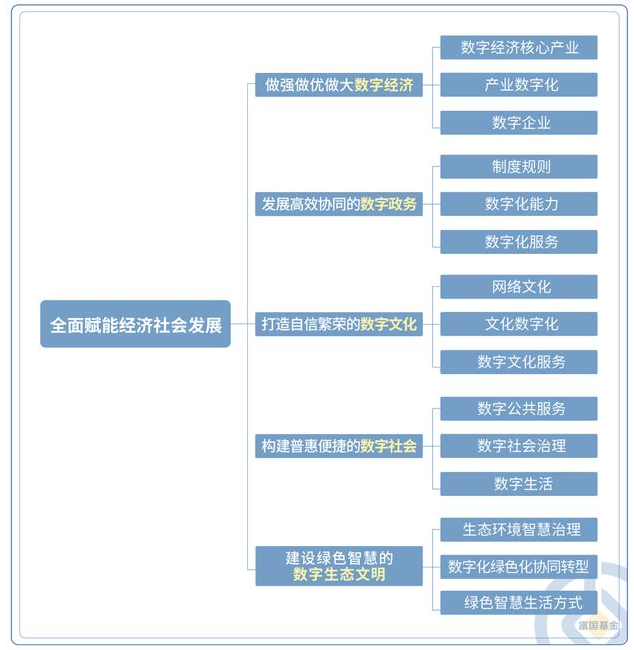 全面赋能经济社会发展
做强做优做大数字经济
数字经济核心产业
产业数字化
数字企业
发展高效协同的数字政务
制度规则
数字化能力
数字化服务
打造自信繁荣的数字文化
网络文化
文化数字化
数字文化服务
构建普惠便捷的数字社会
数字公共服务
数字社会治理
数字生活
建设绿色智慧的
数字生态文明
生态环境智慧治理
数字化绿色化协同转型
绿色智慧生活方式
富国基金